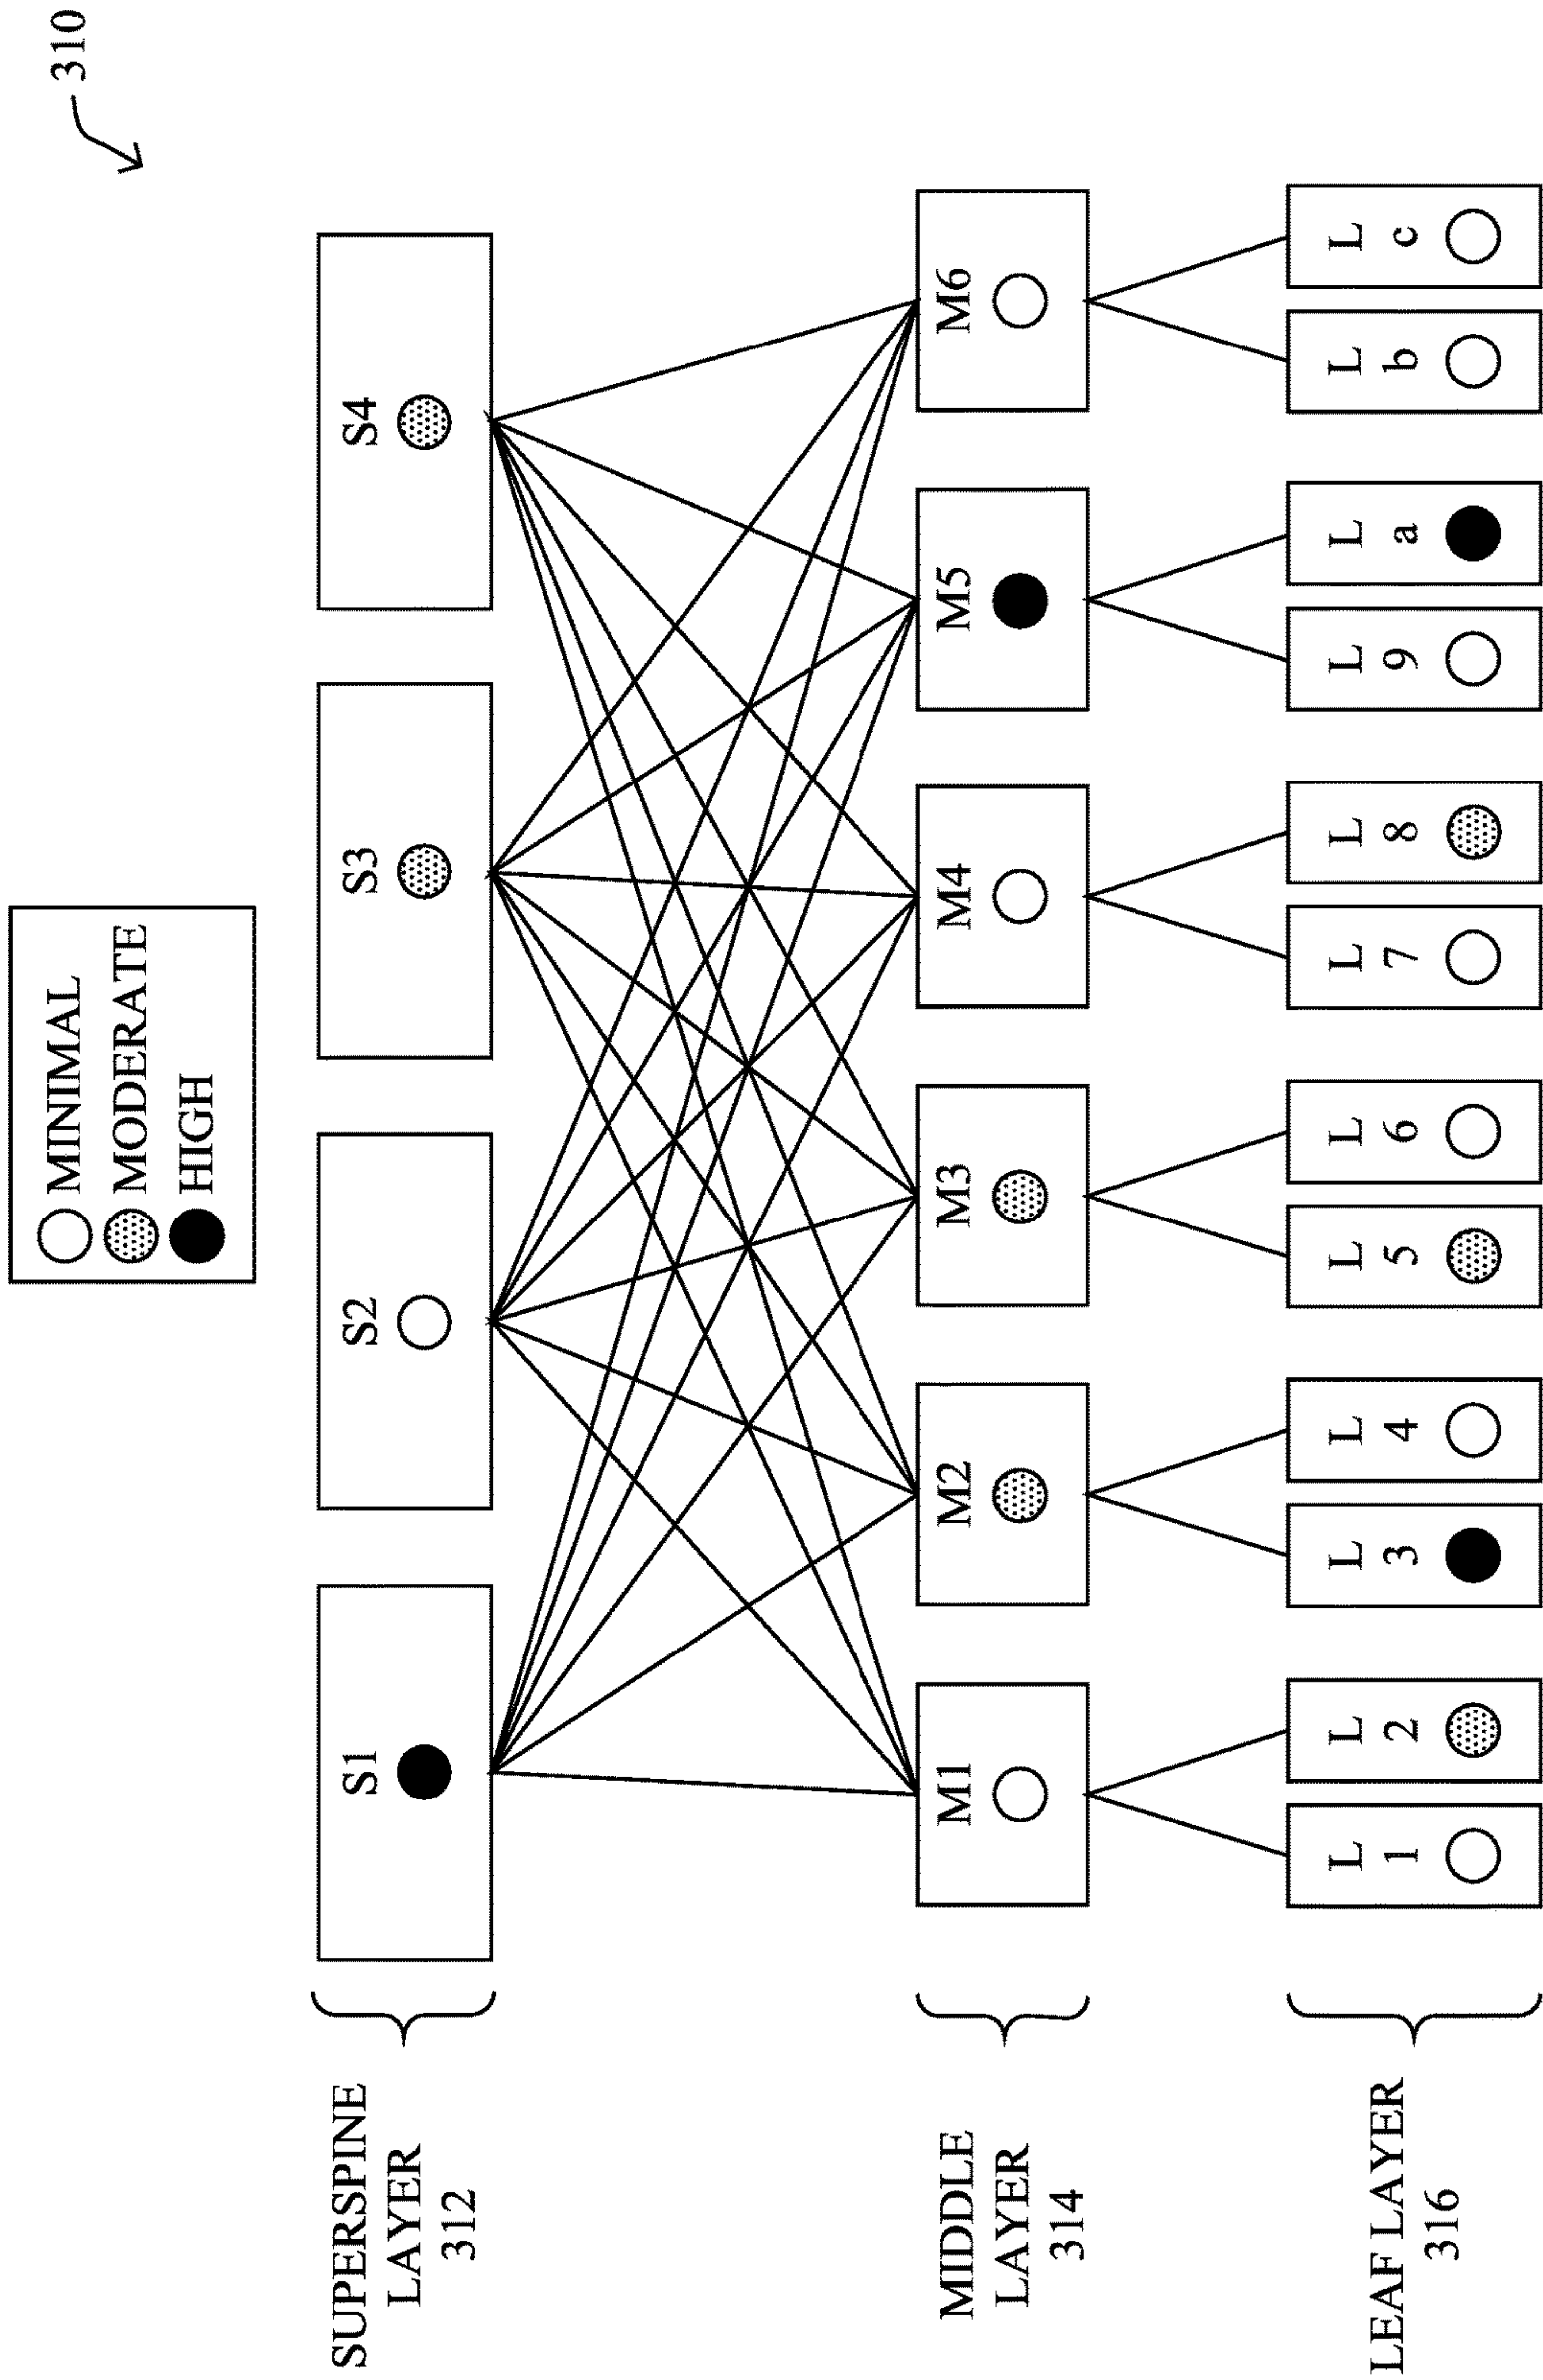 310
MINIMAL
MODERATE
HIGH
SUPERSPINE
LAYER
312
S1
S2
S3
S4
MIDDLE
LAYER
314
M1
M2
M3
M4
M5
M6
LEAF LAYER
316
L
1
L
2
L
3
L
4
L
5
L
6
L
7
L
8
L
9
L
a
L
b
L
c